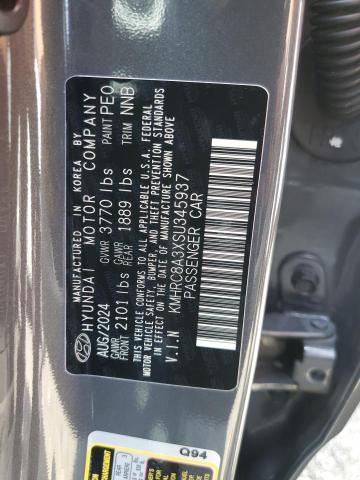 MANUFACTURED IN KOREA BY
HYUNDAI MOTOR COMPANY
AUG/2024 GVWR 3770 lbs PAINT PEO
GAWR FRONT 2101 lbs GAWR REAR 1889 lbs TRIM NNB
THIS VEHICLE CONFORMS TO ALL APPLICABLE U.S.A. FEDERAL
MOTOR VEHICLE SAFETY, BUMPER, AND THEFT PREVENTION STANDARDS
IN EFFECT ON THE DATE OF MANUFACTURE SHOWN ABOVE
V.I.N KMHRC8A3XSU345937
PASSENGER CAR
Q94
REAR